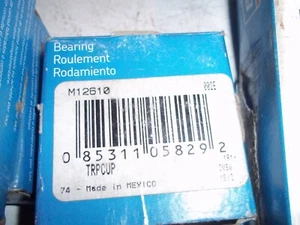 Bearing
Roulement
Rodamiento
M12610
0 85311 05829 2
TRPCUP
74 - Made in MEXICO